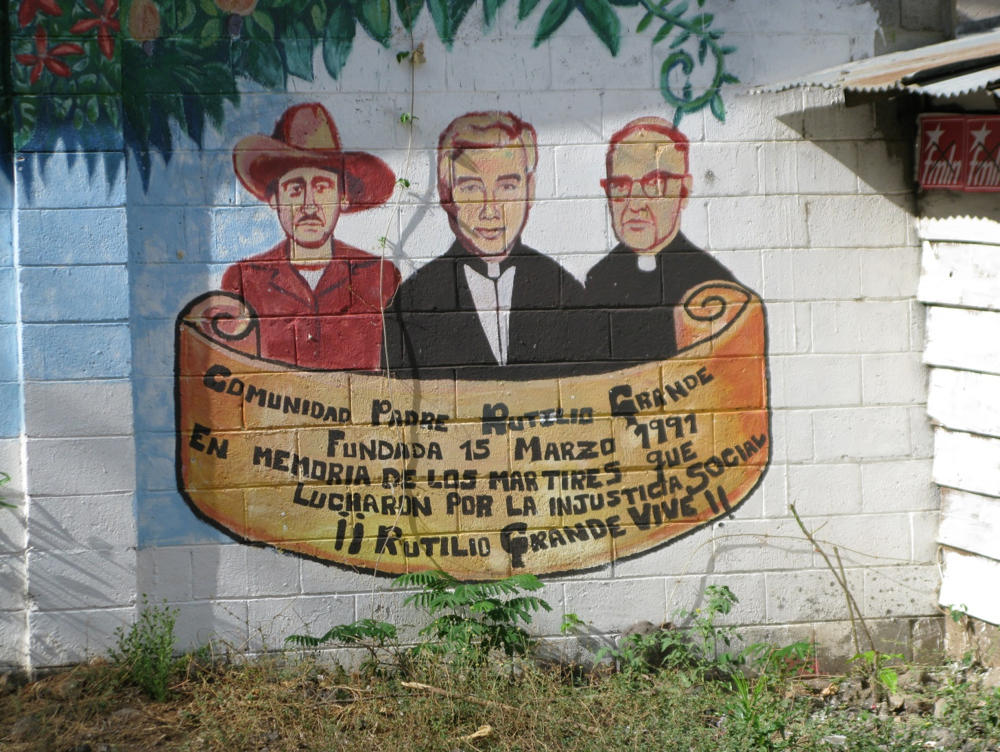 COMUNIDAD PADRE RUTILIO GRANDE
FUNDADA 15 MARZO 1991
EN MEMORIA DE LOS MARTIRES QUE
LUCHARON POR LA INJUSTICIA SOCIAL
¡¡ RUTILIO GRANDE VIVE !!
fmln fmln